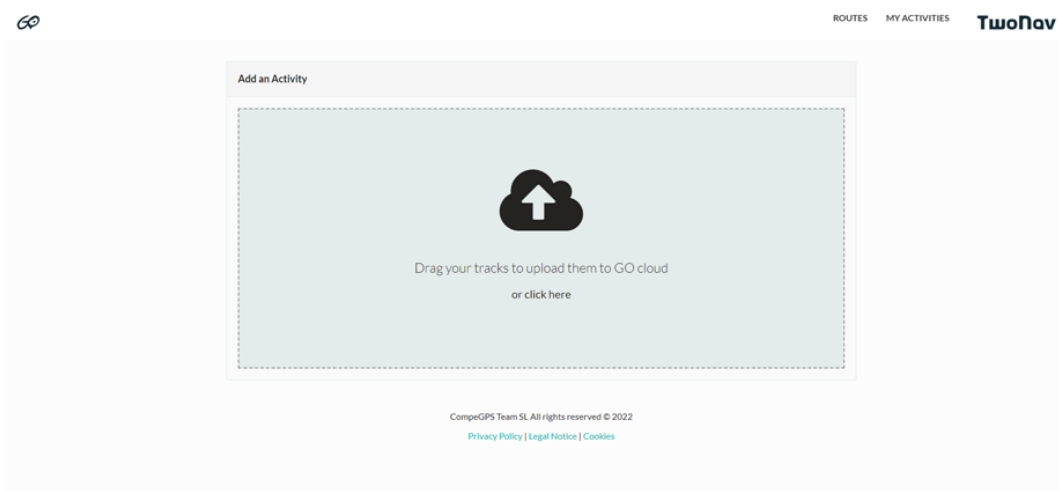 GO
ROUTES MY ACTIVITIES TwoNav
Add an Activity
Drag your tracks to upload them to GO cloud
or click here
CompeGPS Team SL All rights reserved © 2022
Privacy Policy | Legal Notice | Cookies